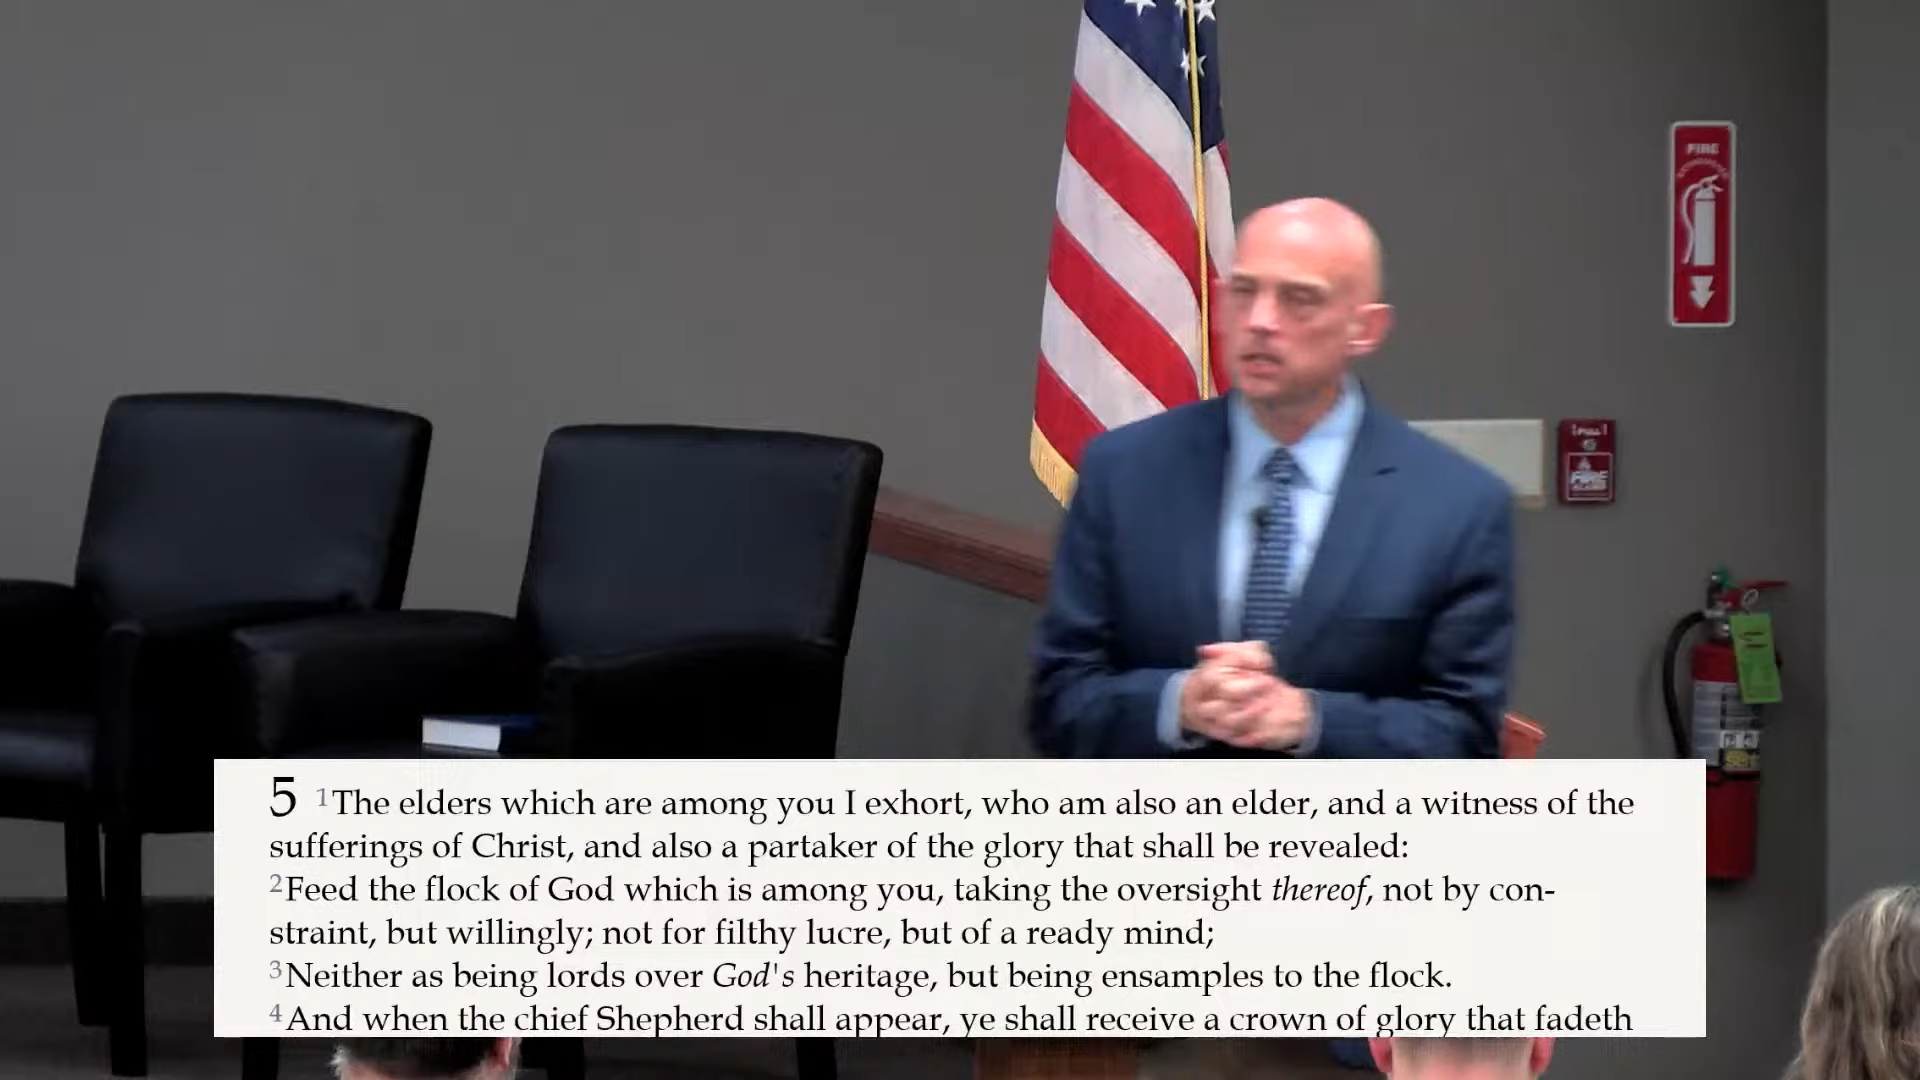 FIRE
EXTINGUISHER
PULL
FIRE
5 1The elders which are among you I exhort, who am also an elder, and a witness of the
sufferings of Christ, and also a partaker of the glory that shall be revealed:
2Feed the flock of God which is among you, taking the oversight thereof, not by con-
straint, but willingly; not for filthy lucre, but of a ready mind;
3Neither as being lords over God's heritage, but being ensamples to the flock.
4And when the chief Shepherd shall appear, ye shall receive a crown of glory that fadeth